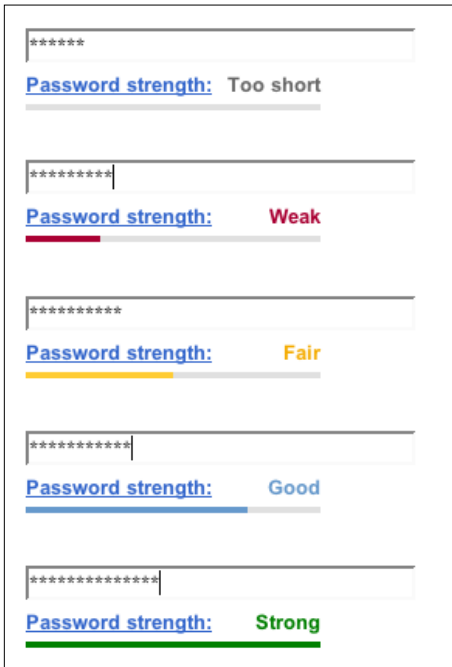 ******
Password strength: Too short
*********
Password strength: Weak
**********
Password strength: Fair
***********
Password strength: Good
**************
Password strength: Strong